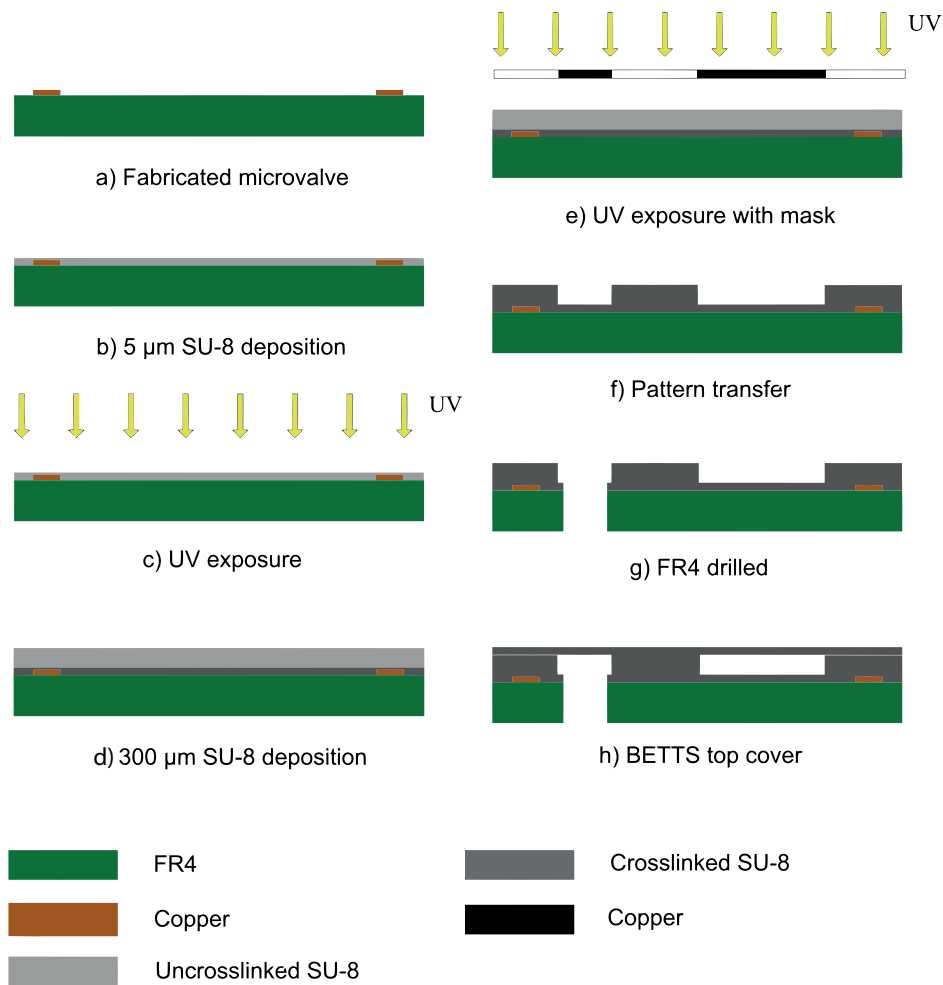 a) Fabricated microvalve
b) 5 µm SU-8 deposition
UV
c) UV exposure
d) 300 µm SU-8 deposition
UV
e) UV exposure with mask
f) Pattern transfer
g) FR4 drilled
h) BETTS top cover
FR4
Copper
Uncrosslinked SU-8
Crosslinked SU-8
Copper